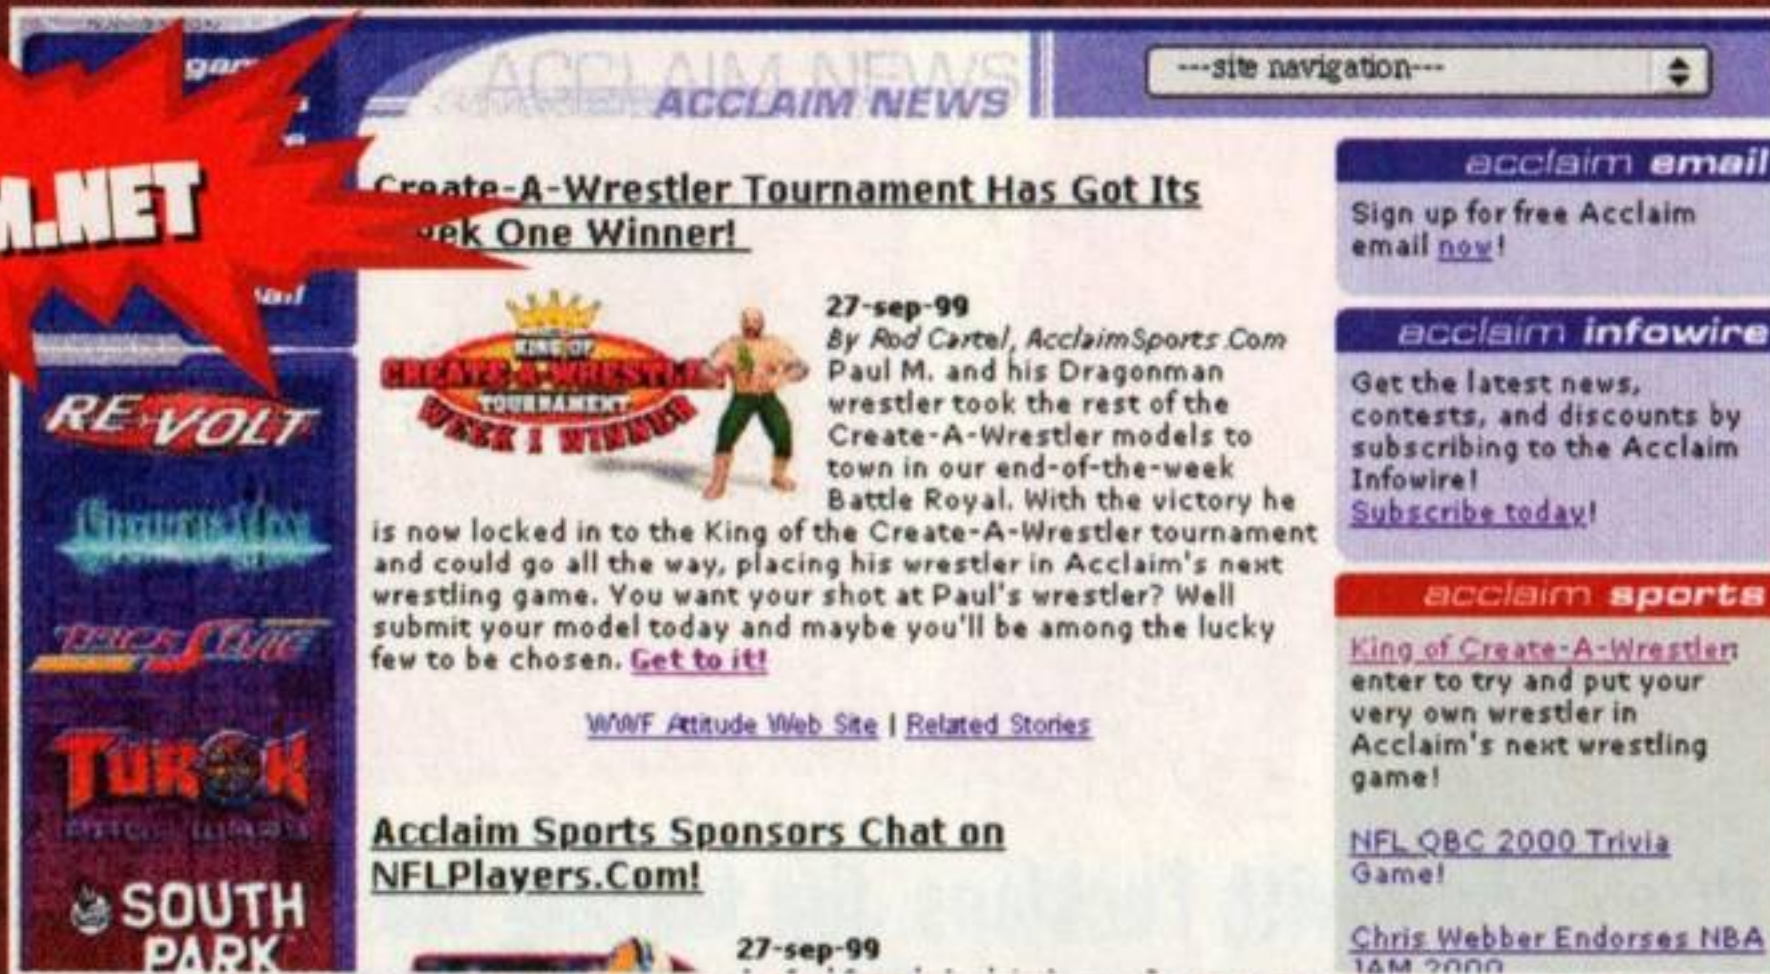 ACCLAIM NEWS
ACCLAIM NEWS
---site navigation---
M.NET
Create-A-Wrestler Tournament Has Got Its
One Winner!
KING OF
CREATE-A-WRESTLER
TOURNAMENT
WEEK 1 WINNER
27-sep-99
By Rod Cartel, AcclaimSports.Com
Paul M. and his Dragonman
wrestler took the rest of the
Create-A-Wrestler models to
town in our end-of-the-week
Battle Royal. With the victory he
is now locked in to the King of the Create-A-Wrestler tournament
and could go all the way, placing his wrestler in Acclaim's next
wrestling game. You want your shot at Paul's wrestler? Well
submit your model today and maybe you'll be among the lucky
few to be chosen. Get to it!
WWF Attitude Web Site | Related Stories
Acclaim Sports Sponsors Chat on
NFLPlayers.Com!
27-sep-99
RE-VOLT
TUROK
SOUTH
PARK
acclaim email
Sign up for free Acclaim
email now!
acclaim infowire
Get the latest news,
contests, and discounts by
subscribing to the Acclaim
Infowire!
Subscribe today!
acclaim sports
King of Create-A-Wrestler:
enter to try and put your
very own wrestler in
Acclaim's next wrestling
game!
NFL QBC 2000 Trivia
Game!
Chris Webber Endorses NBA
JAM 2000